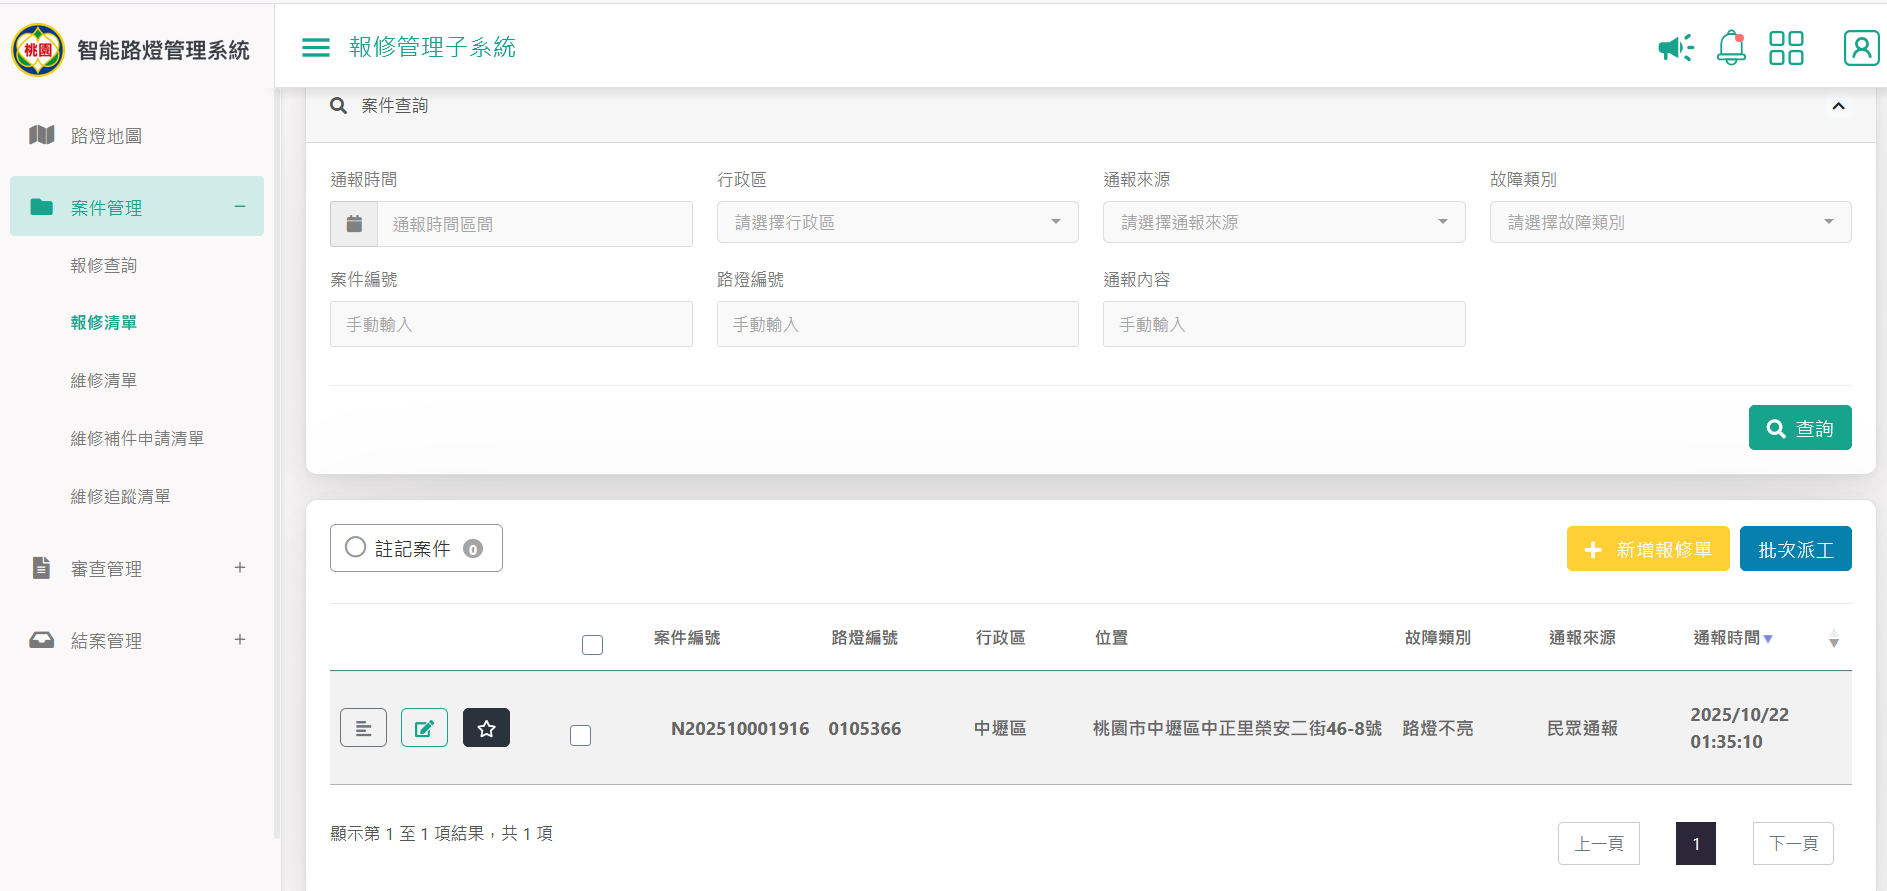 桃園
智能路燈管理系統
報修管理子系統
路燈地圖
案件管理
報修查詢
報修清單
維修清單
維修補件申請清單
維修追蹤清單
審查管理
結案管理
案件查詢
通報時間
行政區
通報來源
故障類別
通報時間區間
請選擇行政區
請選擇通報來源
請選擇故障類別
案件編號
路燈編號
通報內容
手動輸入
手動輸入
手動輸入
查詢
註記案件 0
新增報修單
批次派工
案件編號 路燈編號 行政區 位置 故障類別 通報來源 通報時間
N202510001916 0105366 中壢區 桃園市中壢區中正里榮安二街46-8號 路燈不亮 民眾通報 2025/10/22
01:35:10
顯示第 1 至 1 項結果，共 1 項
上一頁 1 下一頁